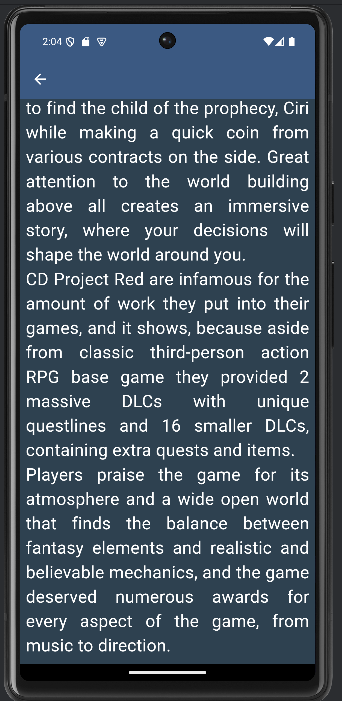 2:04
to find the child of the prophecy, Ciri
while making a quick coin from
various contracts on the side. Great
attention to the world building
above all creates an immersive
story, where your decisions will
shape the world around you.
CD Project Red are infamous for the
amount of work they put into their
games, and it shows, because aside
from classic third-person action
RPG base game they provided 2
massive DLCs with unique
questlines and 16 smaller DLCs,
containing extra quests and items.
Players praise the game for its
atmosphere and a wide open world
that finds the balance between
fantasy elements and realistic and
believable mechanics, and the game
deserved numerous awards for
every aspect of the game, from
music to direction.